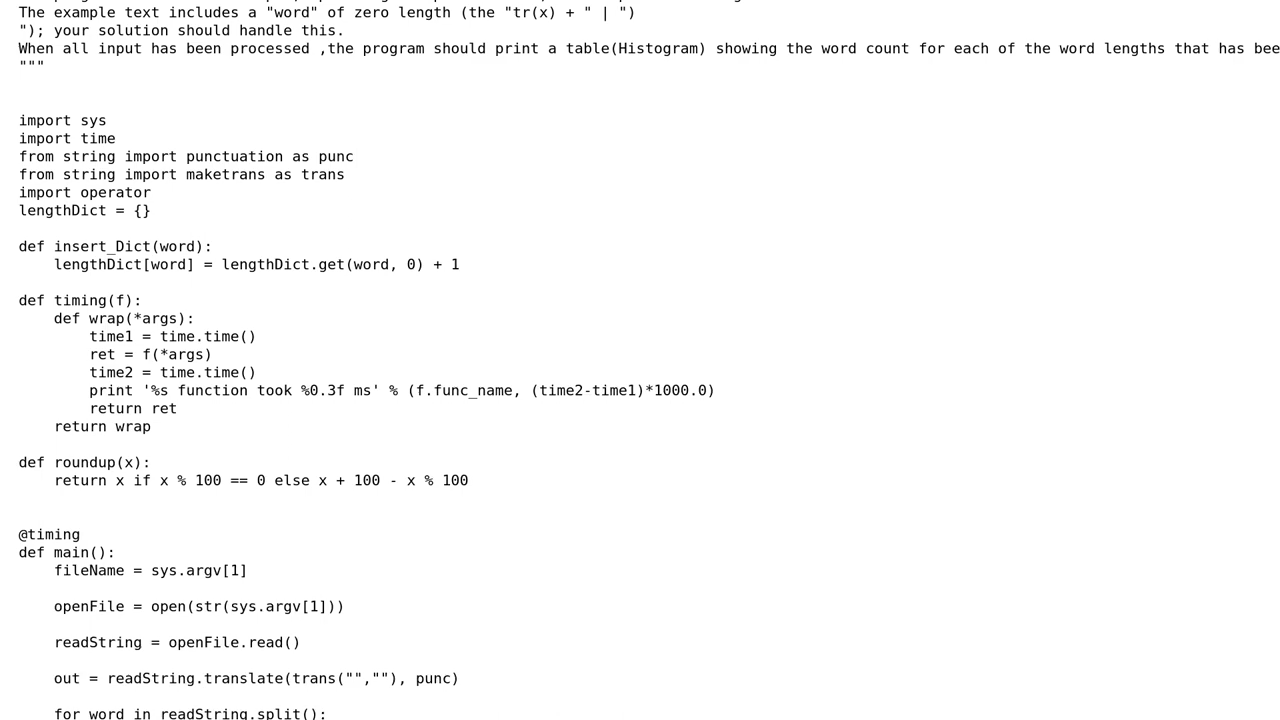 The example text includes a "word" of zero length (the "tr(x) + " | ")
"); your solution should handle this.
When all input has been processed ,the program should print a table(Histogram) showing the word count for each of the word lengths that has bee
"""
import sys
import time
from string import punctuation as punc
from string import maketrans as trans
import operator
lengthDict = {}
def insert_Dict(word):
    lengthDict[word] = lengthDict.get(word, 0) + 1
def timing(f):
    def wrap(*args):
        time1 = time.time()
        ret = f(*args)
        time2 = time.time()
        print '%s function took %0.3f ms' % (f.func_name, (time2-time1)*1000.0)
        return ret
    return wrap
def roundup(x):
    return x if x % 100 == 0 else x + 100 - x % 100
@timing
def main():
    fileName = sys.argv[1]
    openFile = open(str(sys.argv[1]))
    readString = openFile.read()
    out = readString.translate(trans("",""), punc)
    for word in readString.split():